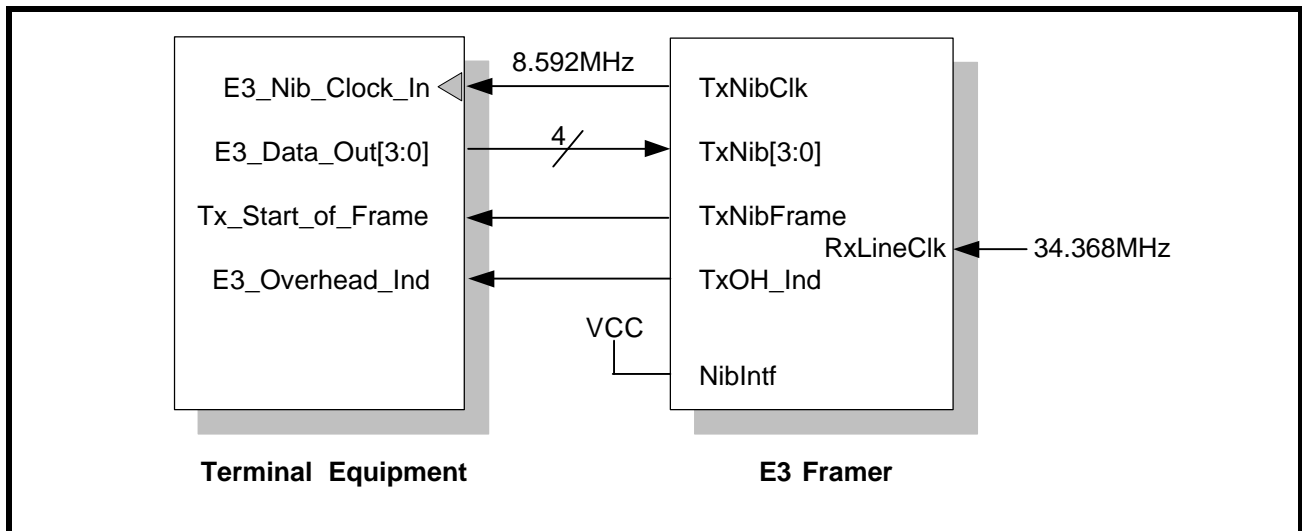 8.592MHz
E3_Nib_Clock_In
TxNibClk
4
E3_Data_Out[3:0]
TxNib[3:0]
Tx_Start_of_Frame
TxNibFrame
RxLineClk
34.368MHz
E3_Overhead_Ind
TxOH_Ind
VCC
NibIntf
Terminal Equipment
E3 Framer